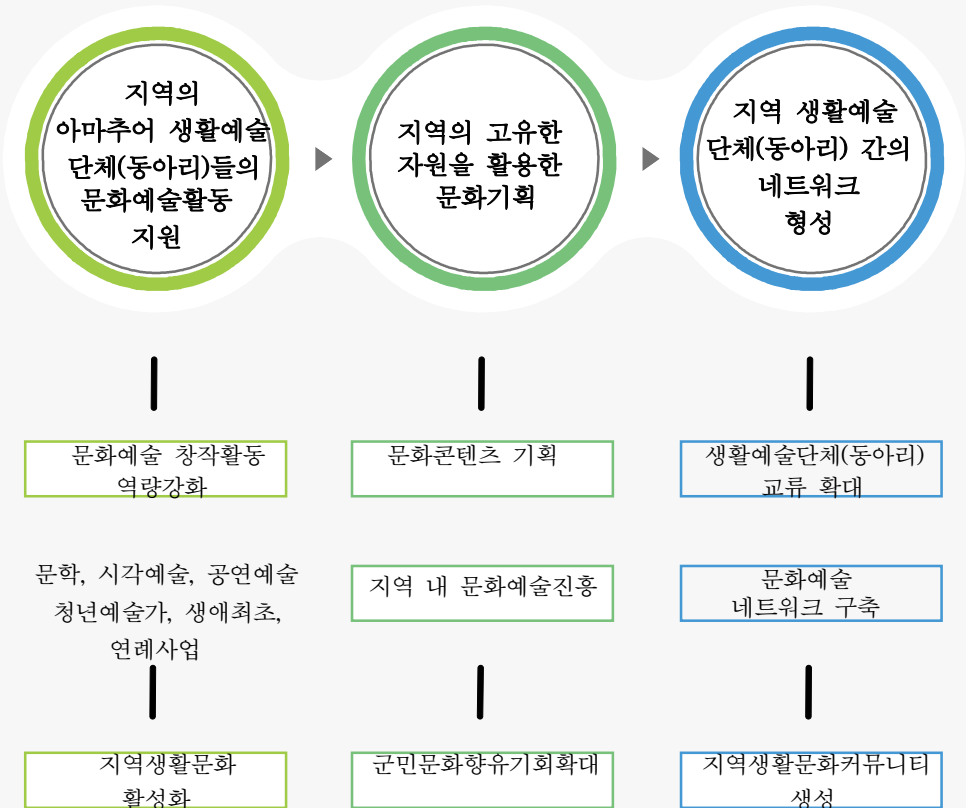 지역의
아마추어 생활예술
단체(동아리)들의
문화예술활동
지원
지역의 고유한
자원을 활용한
문화기획
지역 생활예술
단체(동아리) 간의
네트워크
형성
문화예술 창작활동
역량강화
문화콘텐츠 기획
생활예술단체(동아리)
교류 확대
문학, 시각예술, 공연예술
청년예술가, 생애최초,
연례사업
지역 내 문화예술진흥
문화예술
네트워크 구축
지역생활문화
활성화
군민문화향유기회확대
지역생활문화커뮤니티
생성